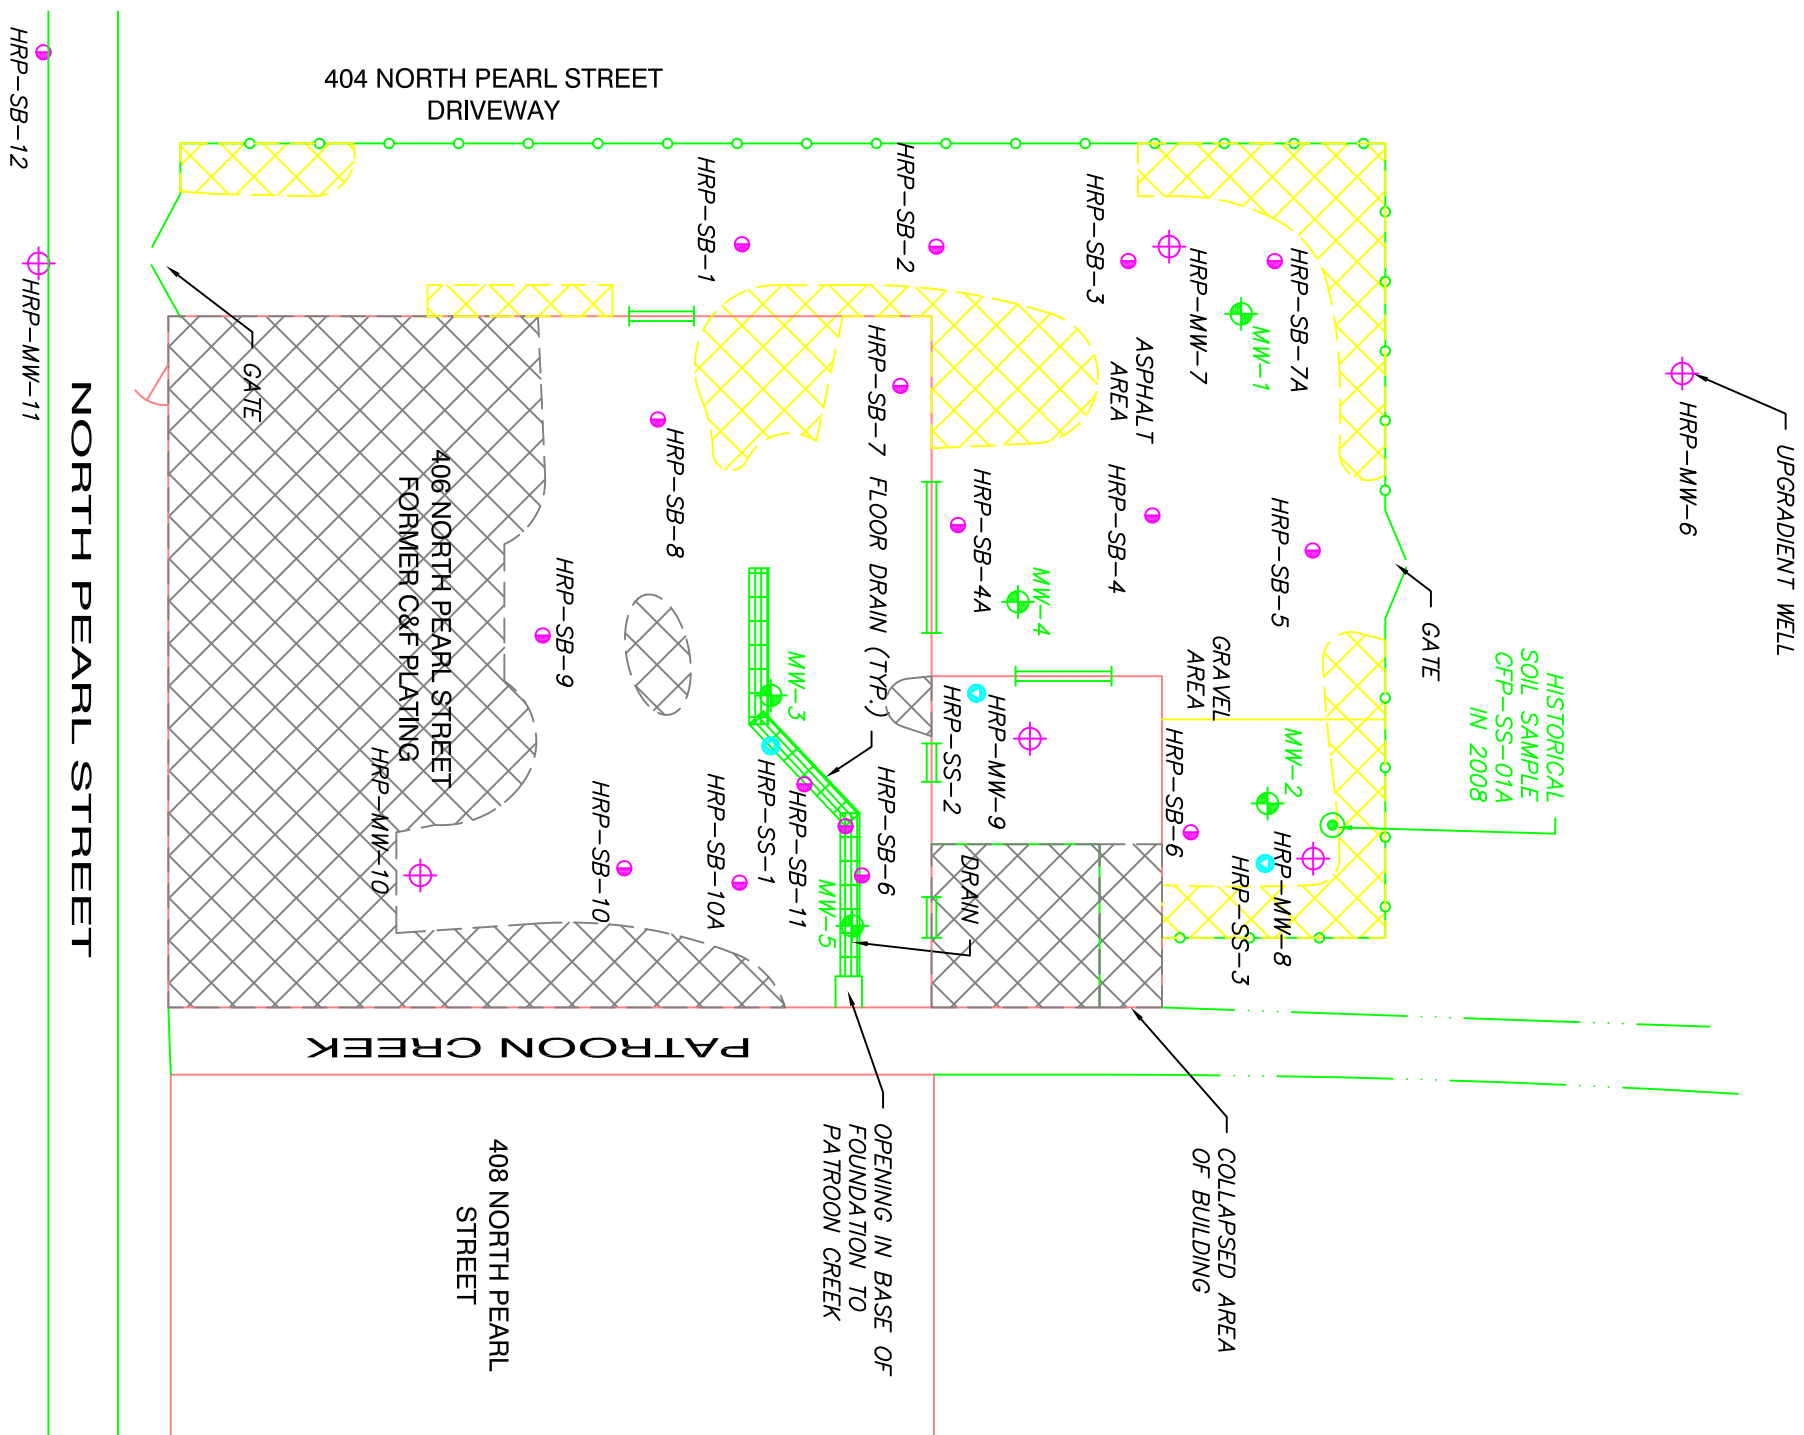 404 NORTH PEARL STREET
DRIVEWAY
HRP-SB-12
HRP-MW-11
NORTH PEARL STREET
GATE
HRP-SB-1
HRP-SB-2
HRP-SB-3
HRP-MW-7
HRP-SB-7A
MW-1
ASPHALT
AREA
HRP-MW-6
UPGRADIENT WELL
HRP-SB-7
FLOOR DRAIN (TYP.)
HRP-SB-8
406 NORTH PEARL STREET
FORMER C&F PLATING
HRP-SB-9
HRP-SB-4A
HRP-SB-4
HRP-SB-5
MW-4
GATE
GRAVEL
AREA
HISTORICAL
SOIL SAMPLE
CFP-SS-01A
IN 2008
MW-3
HRP-SS-2
HRP-MW-9
HRP-SB-6
MW-2
HRP-MW-8
HRP-SS-3
HRP-MW-10
HRP-SB-10
HRP-SB-10A
HRP-SS-1
HRP-SB-11
MW-5
HRP-SB-6
DRAIN
PATROON CREEK
OPENING IN BASE OF
FOUNDATION TO
PATROON CREEK
COLLAPSED AREA
OF BUILDING
408 NORTH PEARL
STREET